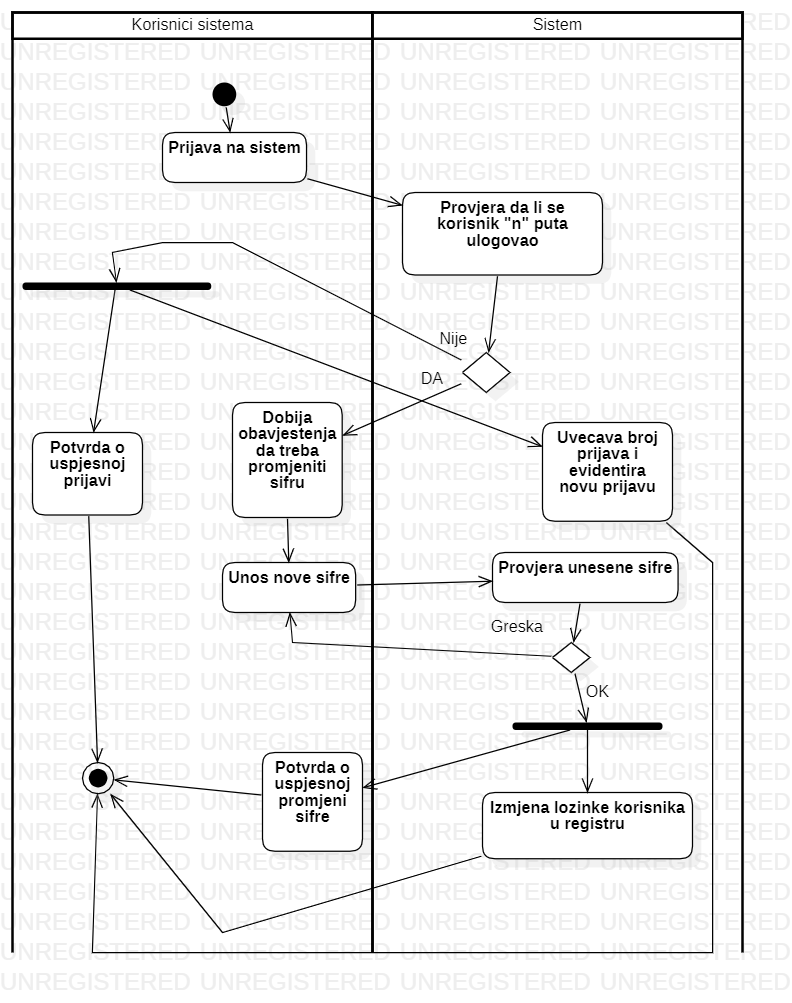 Korisnici sistema
Sistem
Prijava na sistem
Provjera da li se
korisnik "n" puta
ulogovao
Nije
DA
Dobija
obavjestenja
da treba
promjeniti
sifru
Uvecava broj
prijava i
evidentira
novu prijavu
Potvrda o
uspjesnoj
prijavi
Unos nove sifre
Provjera unesene sifre
Greska
OK
Potvrda o
uspjesnoj
promjeni
sifre
Izmjena lozinke korisnika
u registru
UNREGISTERED